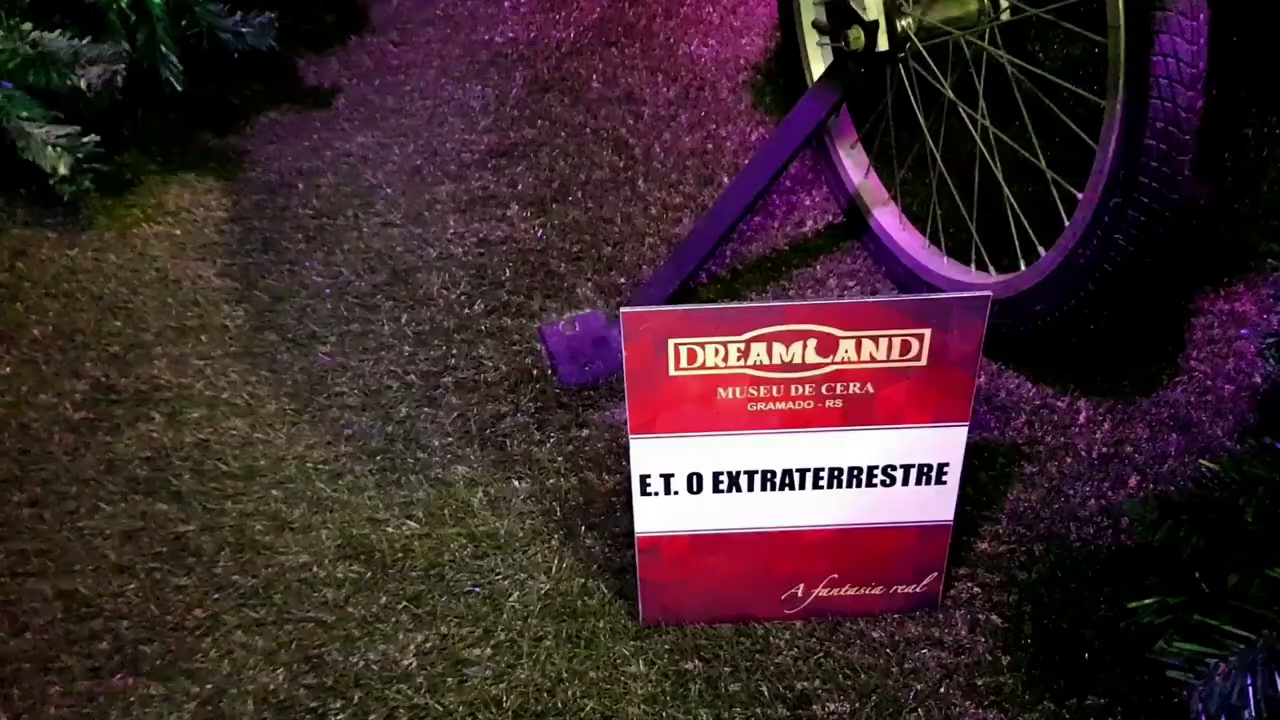 DREAMLAND
MUSEU DE CERA
GRAMADO - RS
E.T. O EXTRATERRESTRE
A fantasia real